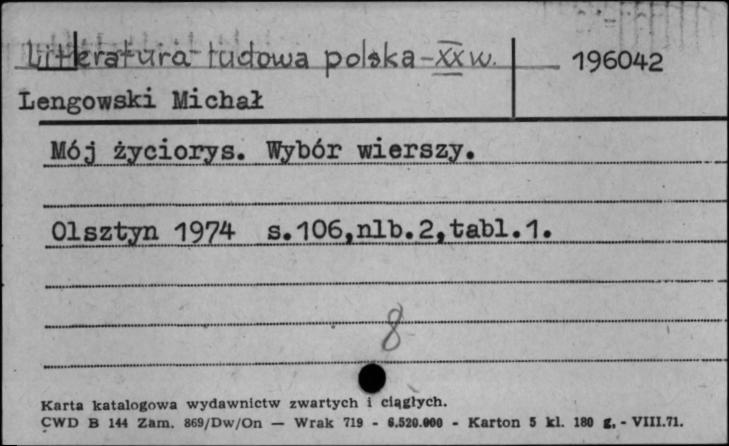 Literatura ludowa polska - XX w. 196042
Lengowski Michał
Mój życiorys. Wybór wierszy.
Olsztyn 1974 s.106,nlb.2,tabl.1.
8
Karta katalogowa wydawnictw zwartych i ciągłych.
CWD B 144 Zam. 869/Dw/On — Wrak 719 - 6.520.000 - Karton 5 kl. 180 g. - VIII.71.